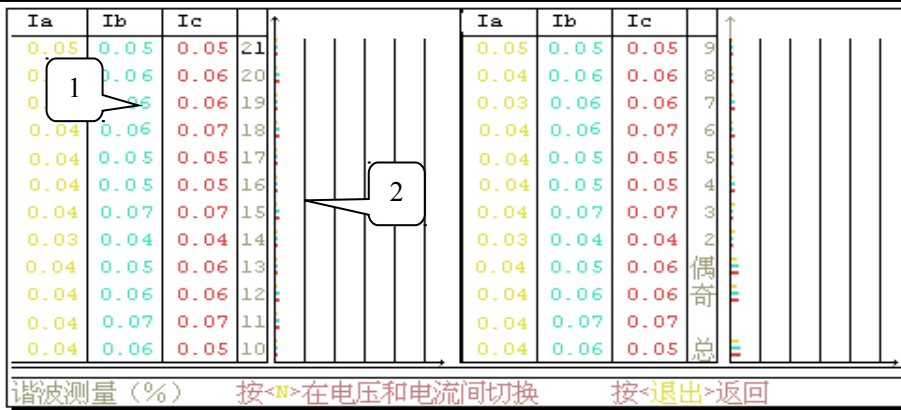 Ia Ib Ic Ia Ib Ic
0.05 0.05 0.05 21 0.05 0.05 0.05 9
.06 0.06 20 0.04 0.06 0.06 8
1
0.06 19 0.03 0.06 0.06 7
0.04 0.06 0.07 18 0.04 0.06 0.07 6
0.04 0.05 0.05 17 0.04 0.05 0.05 5
0.04 0.05 0.05 16 0.04 0.05 0.05 4
2
0.04 0.07 0.07 15 0.04 0.07 0.07 3
0.03 0.04 0.04 14 0.03 0.04 0.04 2
0.04 0.05 0.06 13 0.04 0.05 0.06 偶
0.04 0.06 0.06 12 0.04 0.06 0.06 奇
0.04 0.07 0.07 11 0.04 0.07 0.07
0.04 0.06 0.05 10 0.04 0.06 0.05 总
谐波测量（%） 按<N>在电压和电流间切换 按<退出>返回